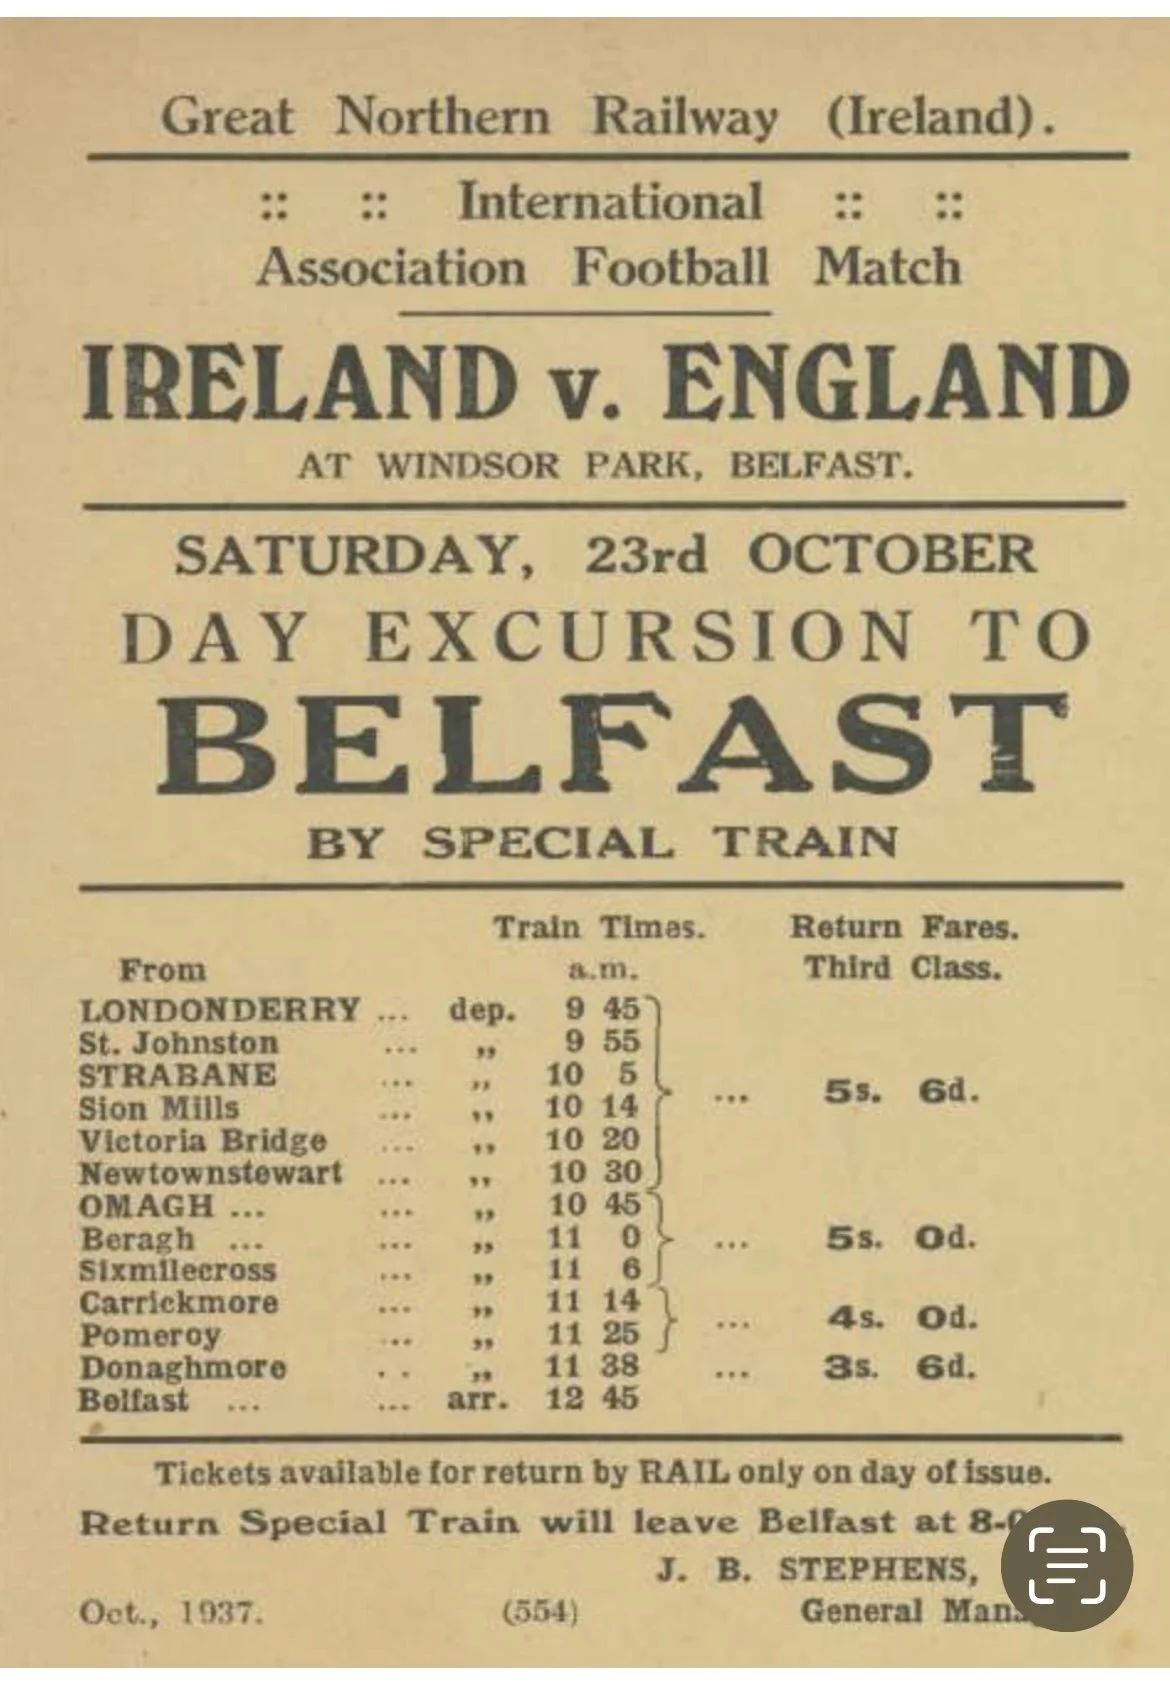 Great Northern Railway (Ireland).
:: :: International :: ::
Association Football Match
IRELAND v. ENGLAND
AT WINDSOR PARK, BELFAST.
SATURDAY, 23rd OCTOBER
DAY EXCURSION TO
BELFAST
BY SPECIAL TRAIN
Train Times. Return Fares.
From a.m. Third Class.
LONDONDERRY ... dep. 9 45
St. Johnston ... „ 9 55
STRABANE ... „ 10 5
Sion Mills ... „ 10 14 ... 5s. 6d.
Victoria Bridge ... „ 10 20
Newtownstewart ... „ 10 30
OMAGH ... ... „ 10 45
Beragh ... ... „ 11 0 ... 5s. 0d.
Sixmilecross ... „ 11 6
Carrickmore ... „ 11 14
Pomeroy ... „ 11 25 ... 4s. 0d.
Donaghmore . . „ 11 38 ... 3s. 6d.
Belfast ... ... arr. 12 45
Tickets available for return by RAIL only on day of issue.
Return Special Train will leave Belfast at
J. B. STEPHENS,
Oct., 1937. (554) General